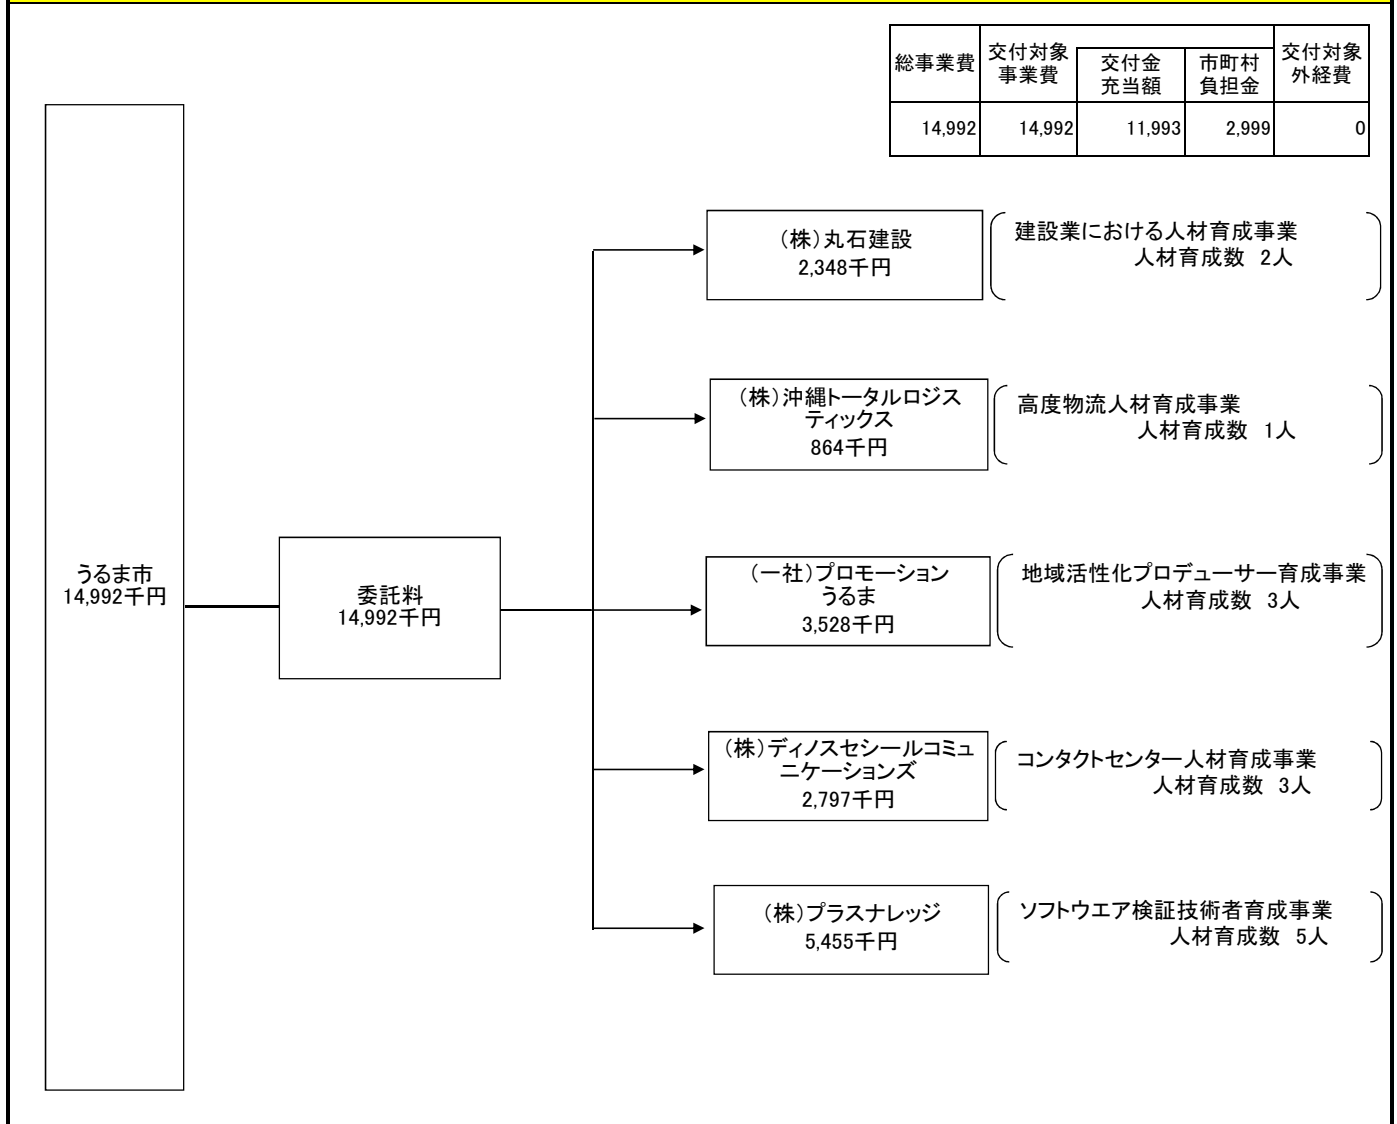 総事業費
交付対象
事業費
交付金
充当額
市町村
負担金
交付対象
外経費
14,992 14,992 11,993 2,999 0
（株）丸石建設
2,348千円
建設業における人材育成事業
人材育成数 2人
（株）沖縄トータルロジス
ティックス
864千円
高度物流人材育成事業
人材育成数 1人
うるま市
14,992千円
委託料
14,992千円
（一社）プロモーション
うるま
3,528千円
地域活性化プロデューサー育成事業
人材育成数 3人
（株）ディノスセシールコミュ
ニケーションズ
2,797千円
コンタクトセンター人材育成事業
人材育成数 3人
（株）プラスナレッジ
5,455千円
ソフトウエア検証技術者育成事業
人材育成数 5人